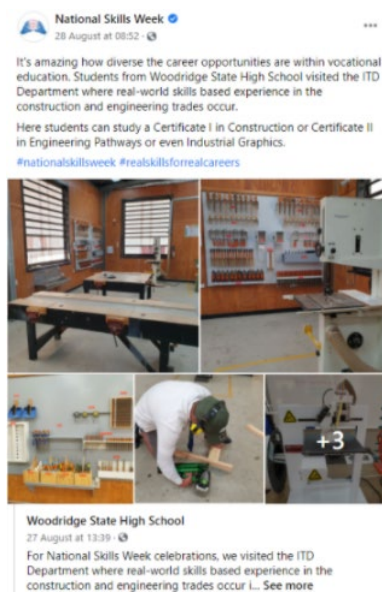 National Skills Week
28 August at 08:52 ·
It's amazing how diverse the career opportunities are within vocational
education. Students from Woodridge State High School visited the ITD
Department where real-world skills based experience in the
construction and engineering trades occur.
Here students can study a Certificate I in Construction or Certificate II
in Engineering Pathways or even Industrial Graphics.
#nationalskillsweek #realskillsforrealcareers
+3
Woodridge State High School
27 August at 13:39 ·
For National Skills Week celebrations, we visited the ITD
Department where real-world skills based experience in the
construction and engineering trades occur i... See more